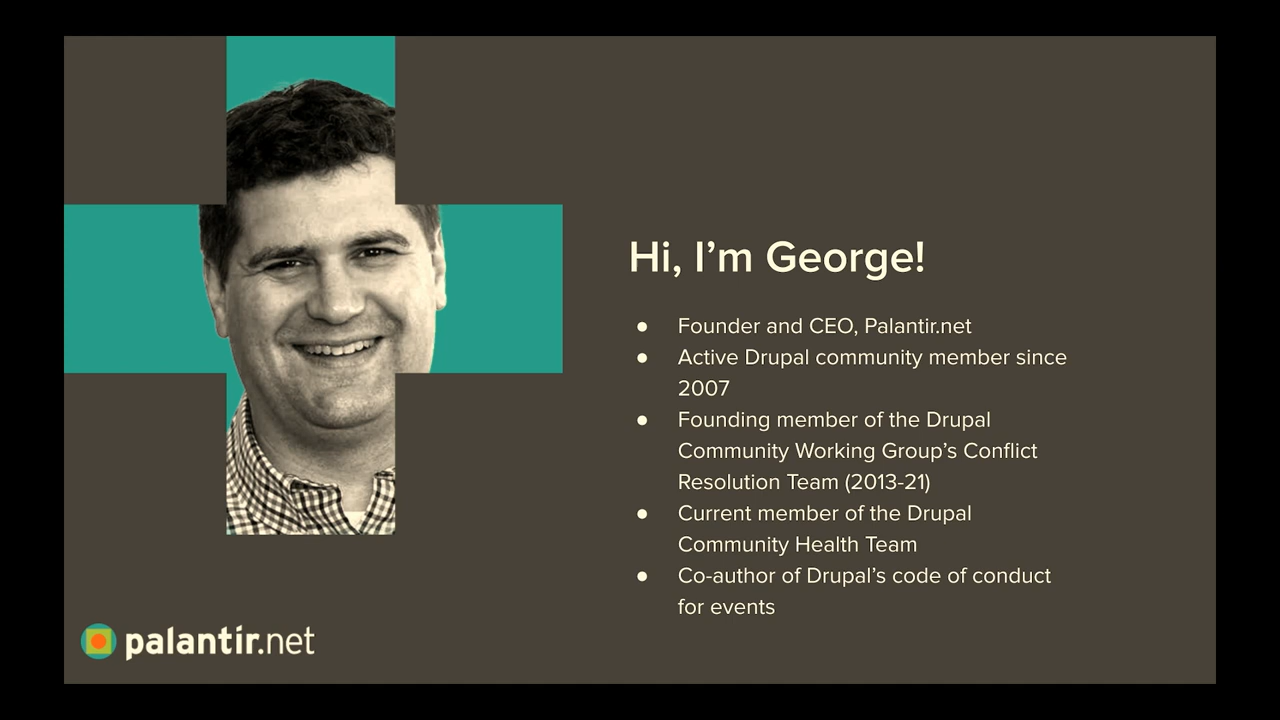 Hi, I’m George!
● Founder and CEO, Palantir.net
● Active Drupal community member since
2007
● Founding member of the Drupal
Community Working Group’s Conflict
Resolution Team (2013-21)
● Current member of the Drupal
Community Health Team
● Co-author of Drupal’s code of conduct
for events
palantir.net